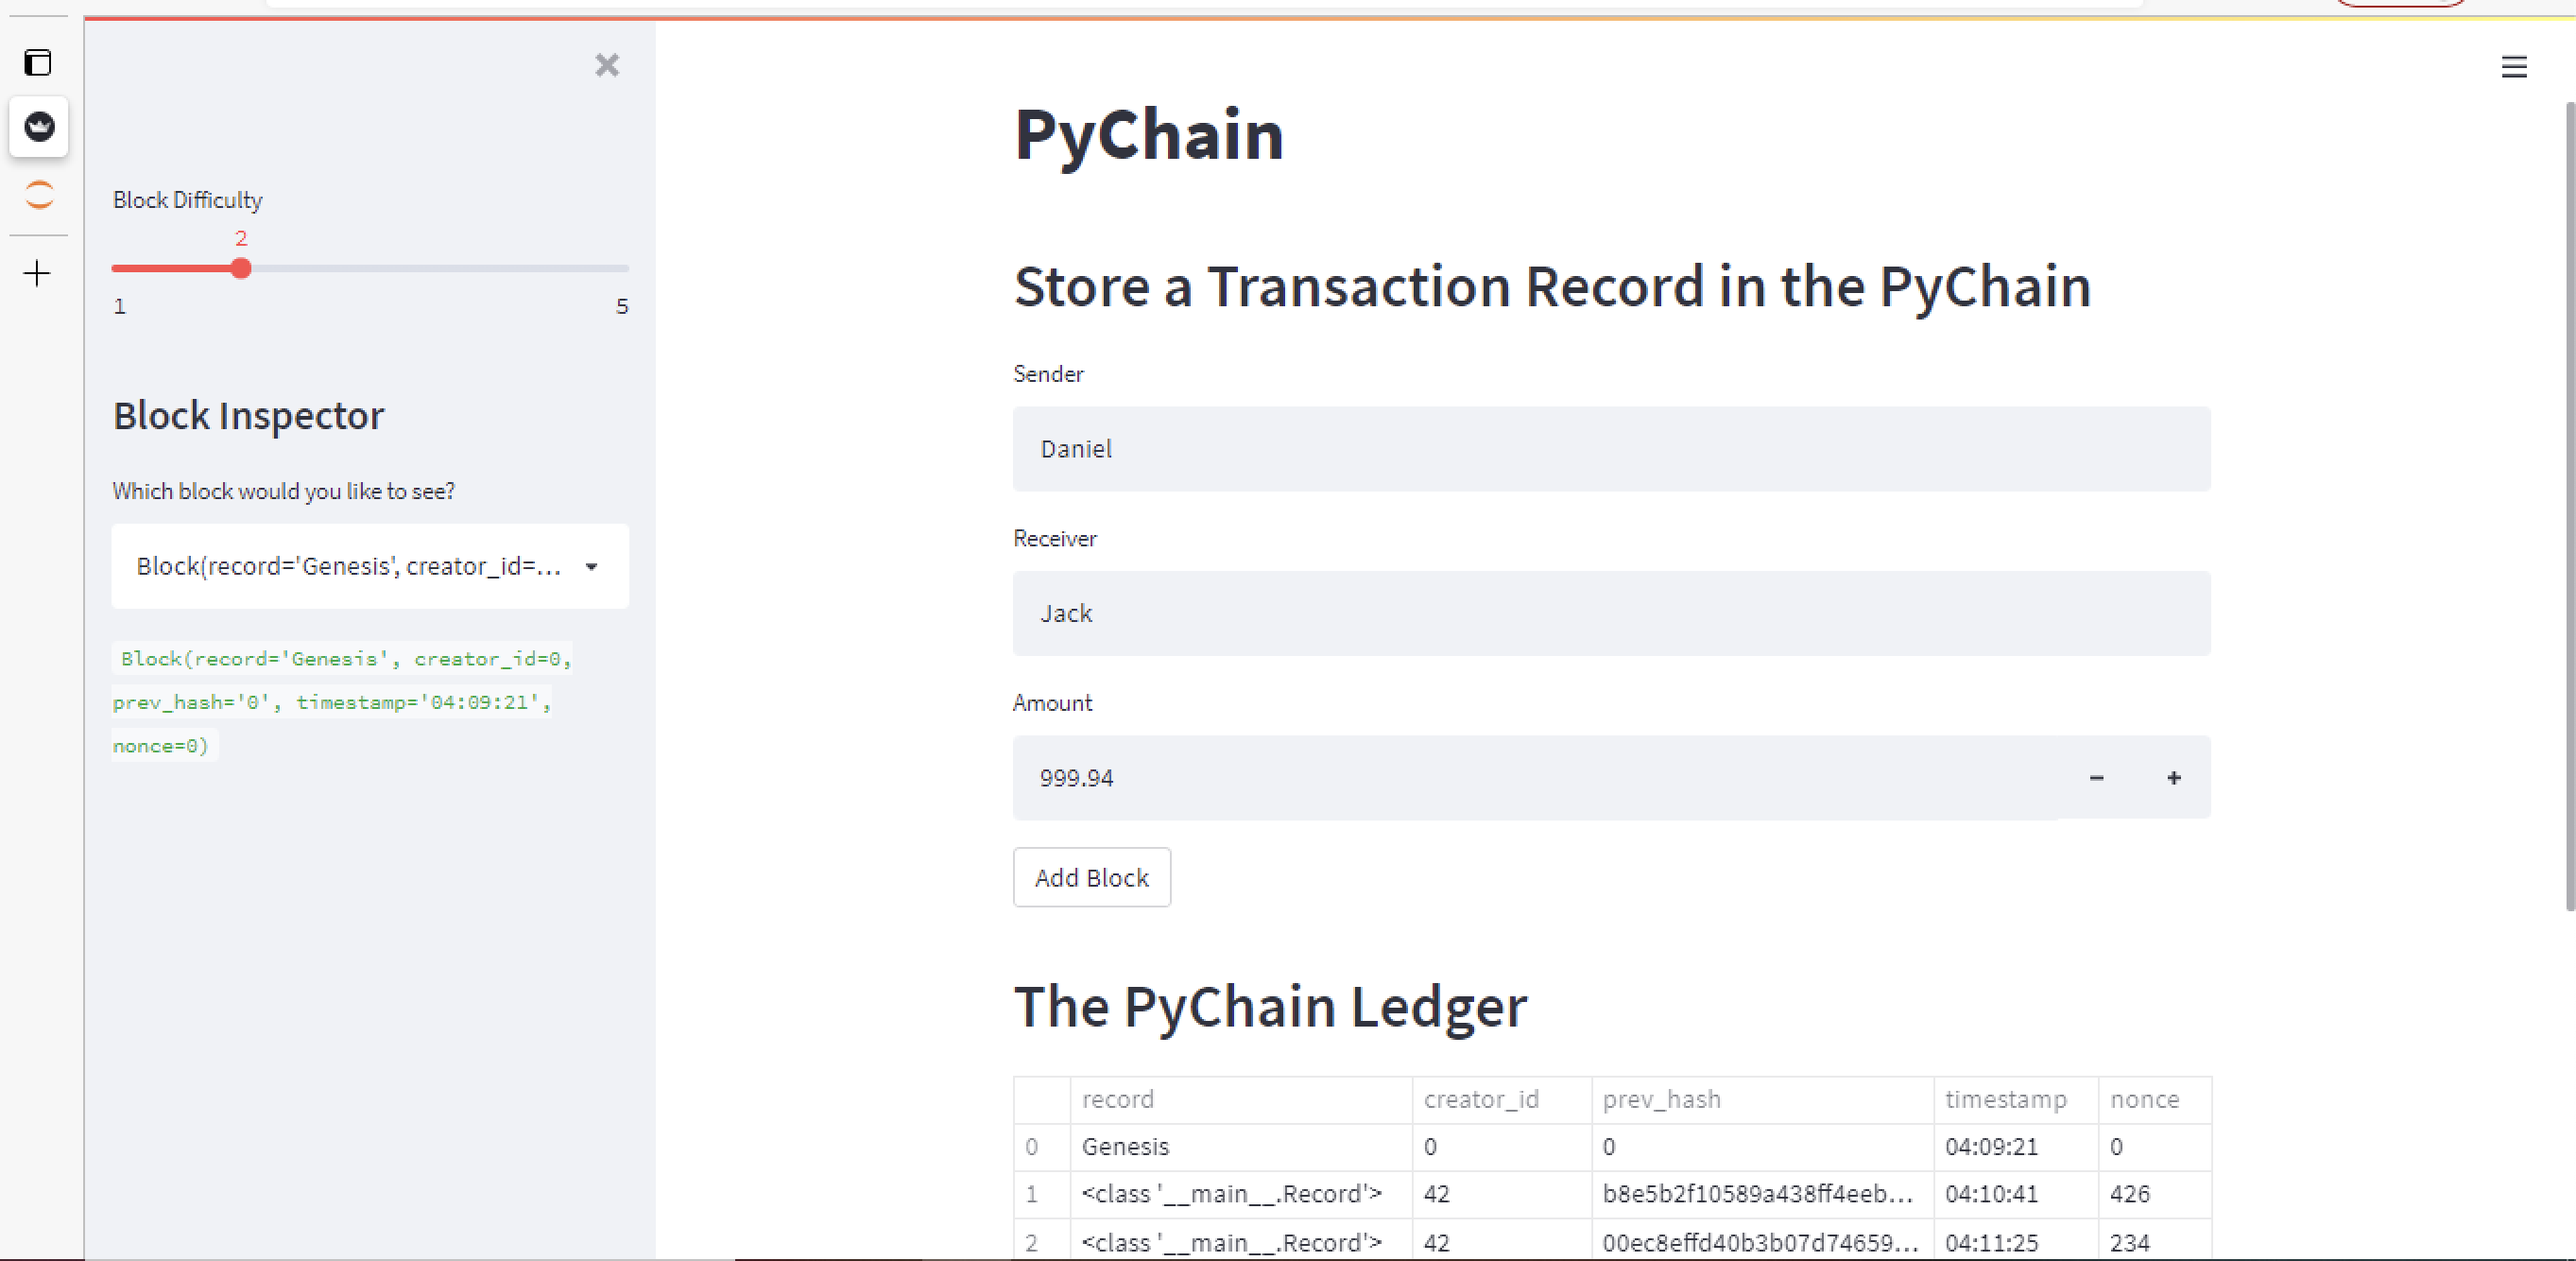 Block Difficulty
2
1 5
Block Inspector
Which block would you like to see?
Block(record='Genesis', creator_id=...
Block(record='Genesis', creator_id=0,
prev_hash='0', timestamp='04:09:21',
nonce=0)
PyChain
Store a Transaction Record in the PyChain
Sender
Daniel
Receiver
Jack
Amount
999.94
Add Block
The PyChain Ledger
record creator_id prev_hash timestamp nonce
0 Genesis 0 0 04:09:21 0
1 <class '__main__.Record'> 42 b8e5b2f10589a438ff4eeb... 04:10:41 426
2 <class '__main__.Record'> 42 00ec8effd40b3b07d74659... 04:11:25 234